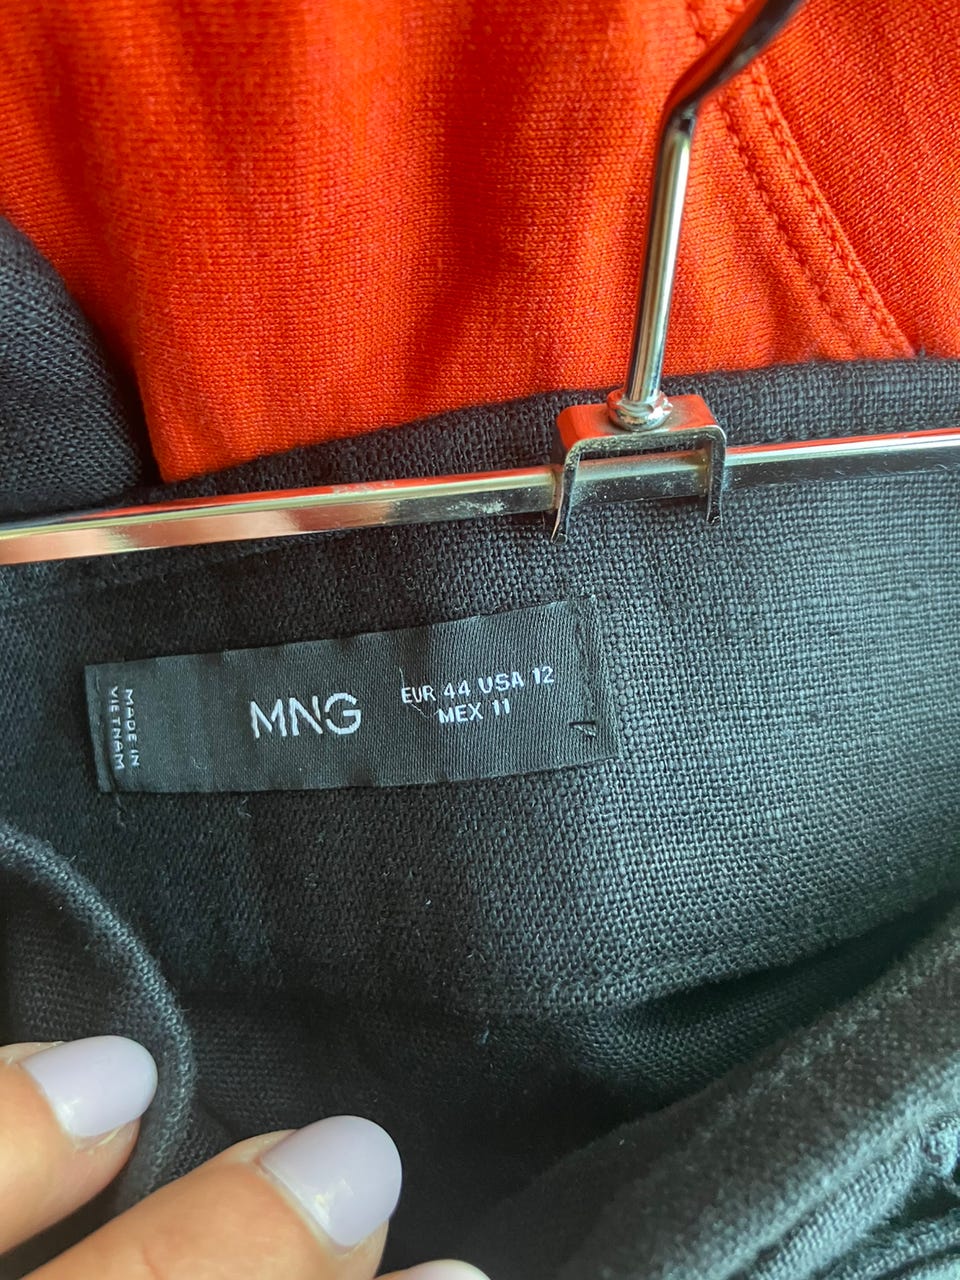 MADE IN
VIETNAM
MNG
EUR 44 USA 12
MEX 11